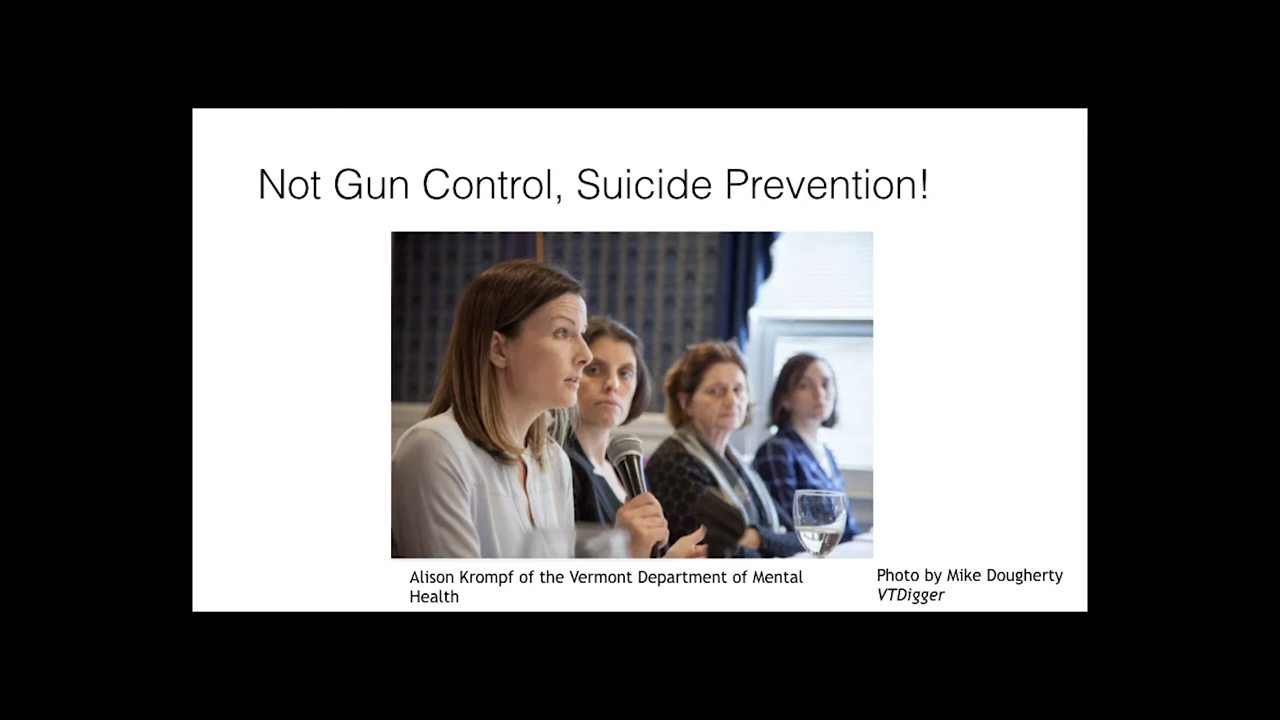 Not Gun Control, Suicide Prevention!
Alison Krompf of the Vermont Department of Mental
Health
Photo by Mike Dougherty
VTDigger